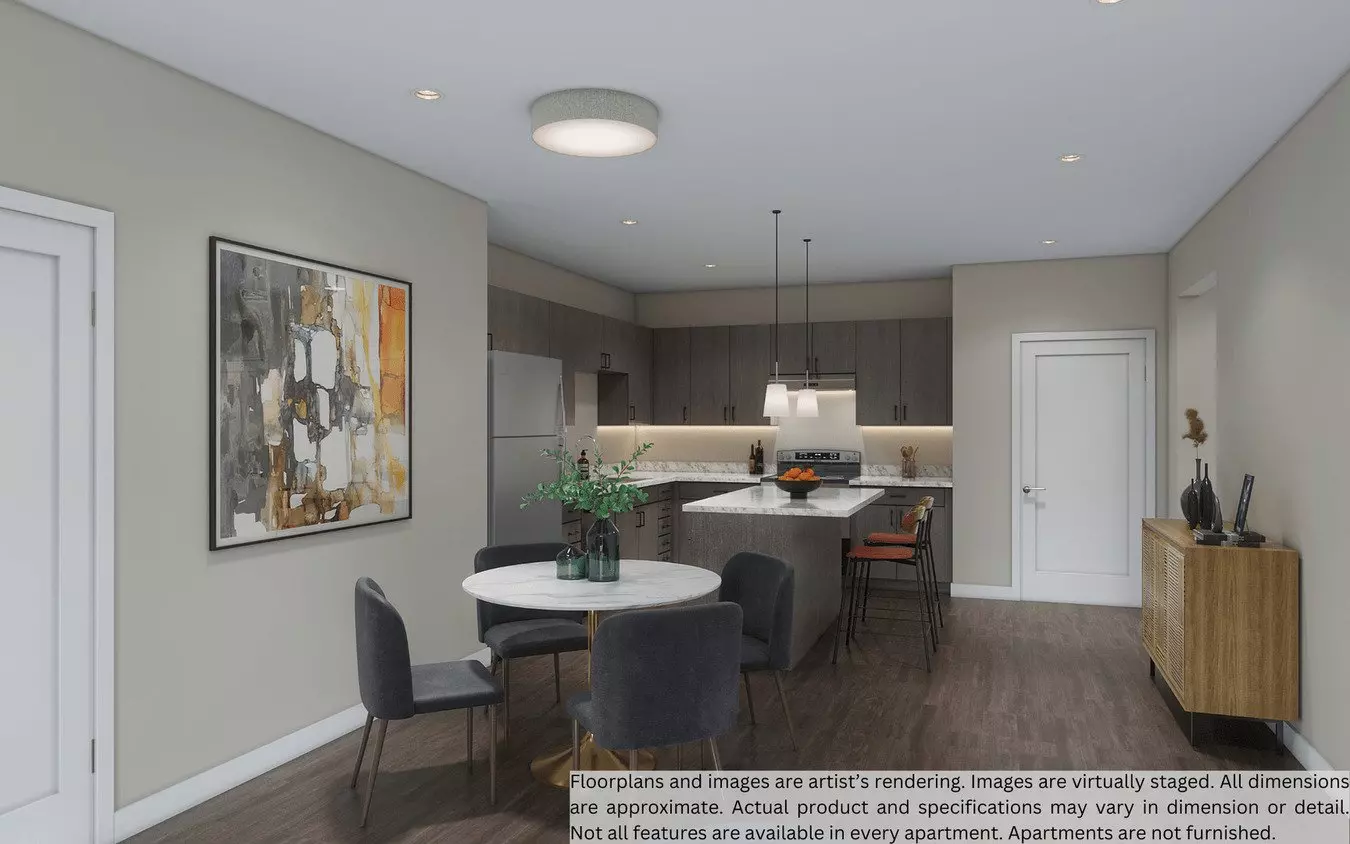 Floorplans and images are artist’s rendering. Images are virtually staged. All dimensions
are approximate. Actual product and specifications may vary in dimension or detail.
Not all features are available in every apartment. Apartments are not furnished.